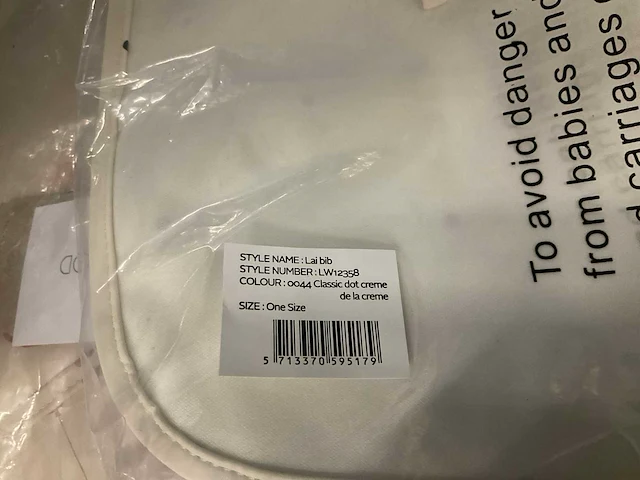 STYLE NAME : Lai bib
STYLE NUMBER : LW12358
COLOUR : 0044 Classic dot creme
de la creme
SIZE : One Size
5 713370 595179
To avoid danger
from babies and
carriages